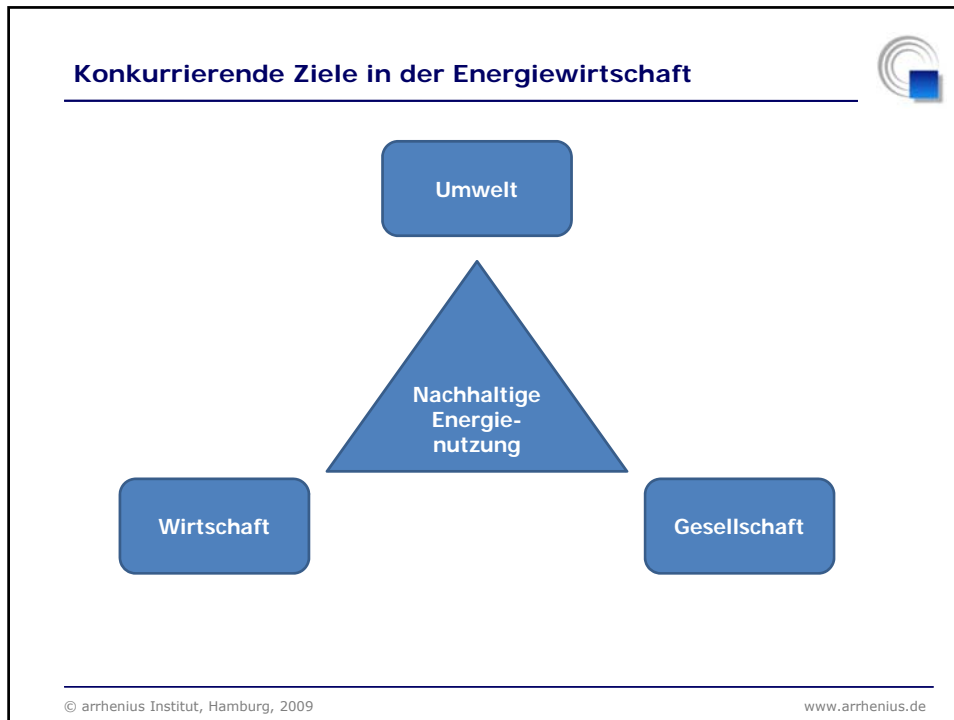 Konkurrierende Ziele in der Energiewirtschaft
Umwelt
Nachhaltige
Energie-
nutzung
Wirtschaft
Gesellschaft
© arrhenius Institut, Hamburg, 2009
www.arrhenius.de